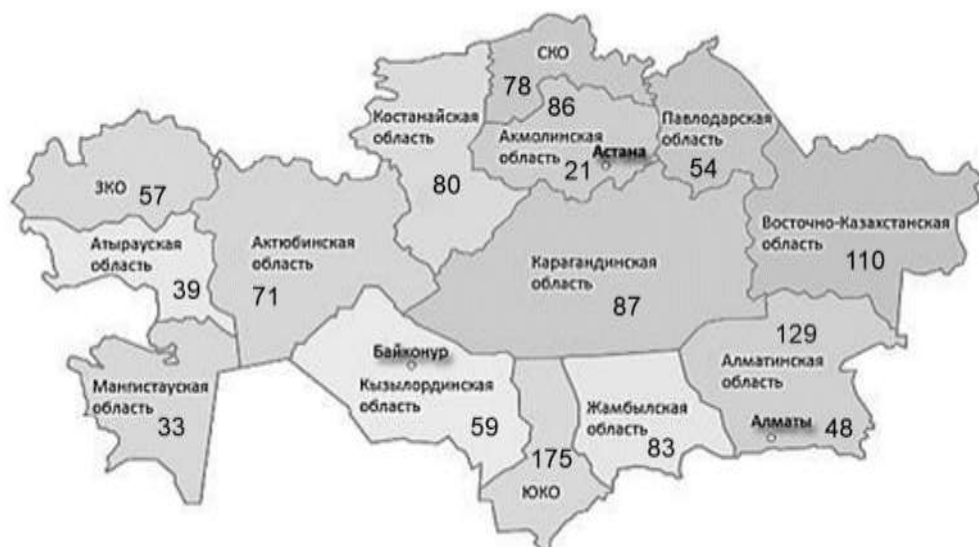 СКО
78
86
Костанайская
область
Павлодарская
область
Акмолинская
область
Астана
21
54
80
ЗКО 57
Восточно-Казахстанская
область
110
Атырауская
область
39
Актюбинская
область
71
Карагандинская
область
87
129
Алматинская
область
Байконур
Кызылординская
область
59
Мангистауская
область
33
Жамбылская
область
83
Алматы
48
175
ЮКО